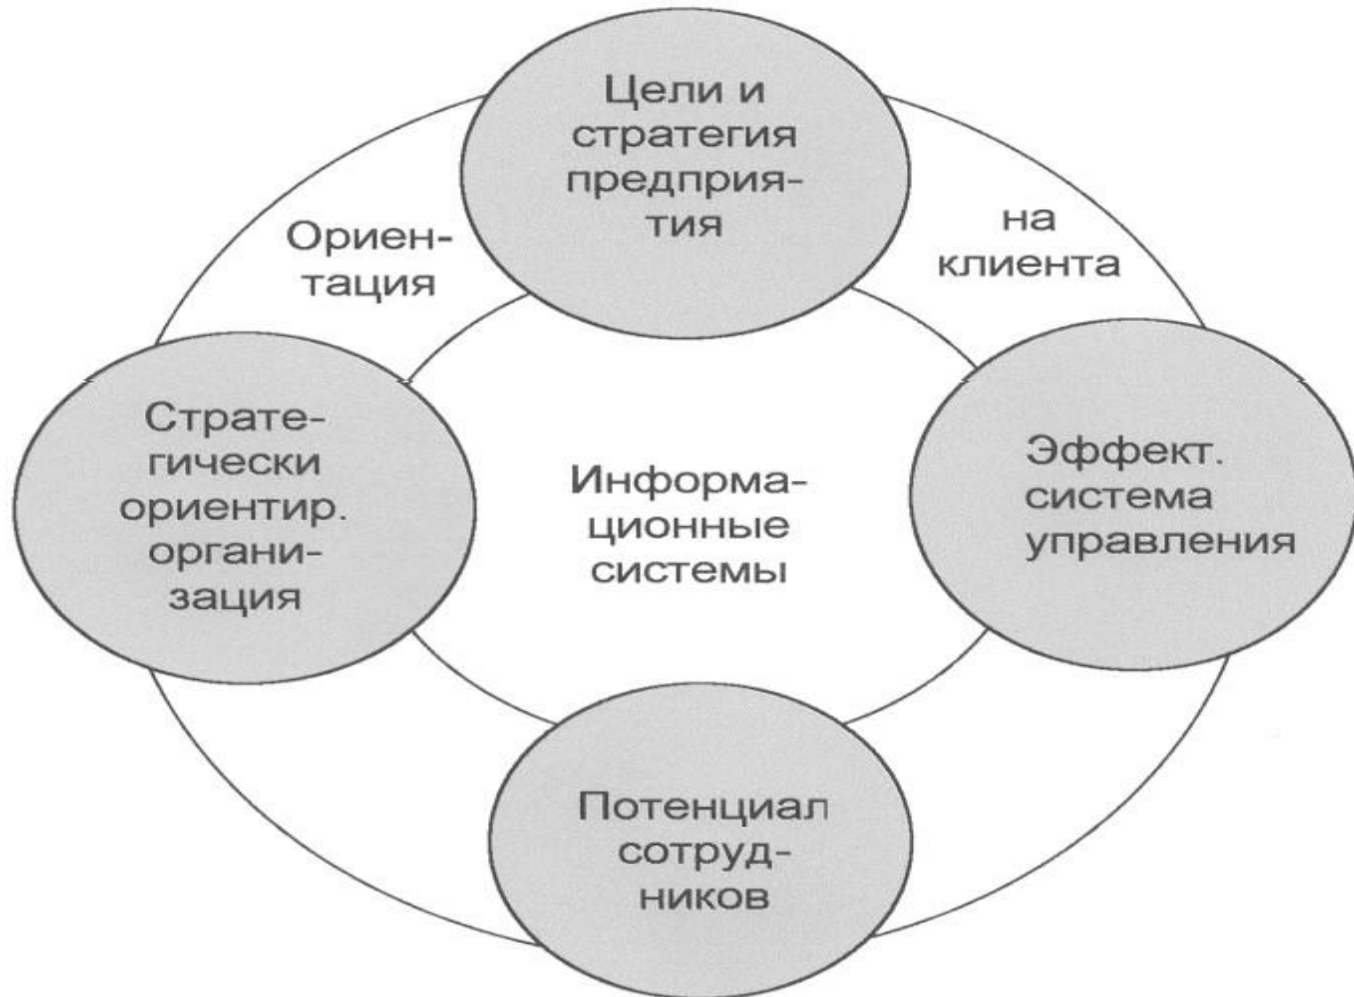 Цели и
стратегия
предприя-
тия
Ориен-
тация
на
клиента
Страте-
гически
ориентир.
органи-
зация
Информа-
ционные
системы
Эффект.
система
управления
Потенциал
сотруд-
ников